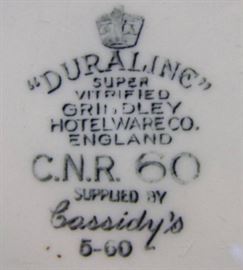 "DURALINE"
SUPER
VITRIFIED
GRINDLEY
HOTELWARE CO.
ENGLAND
C.N.R. 60
SUPPLIED BY
Cassidy's
5-60